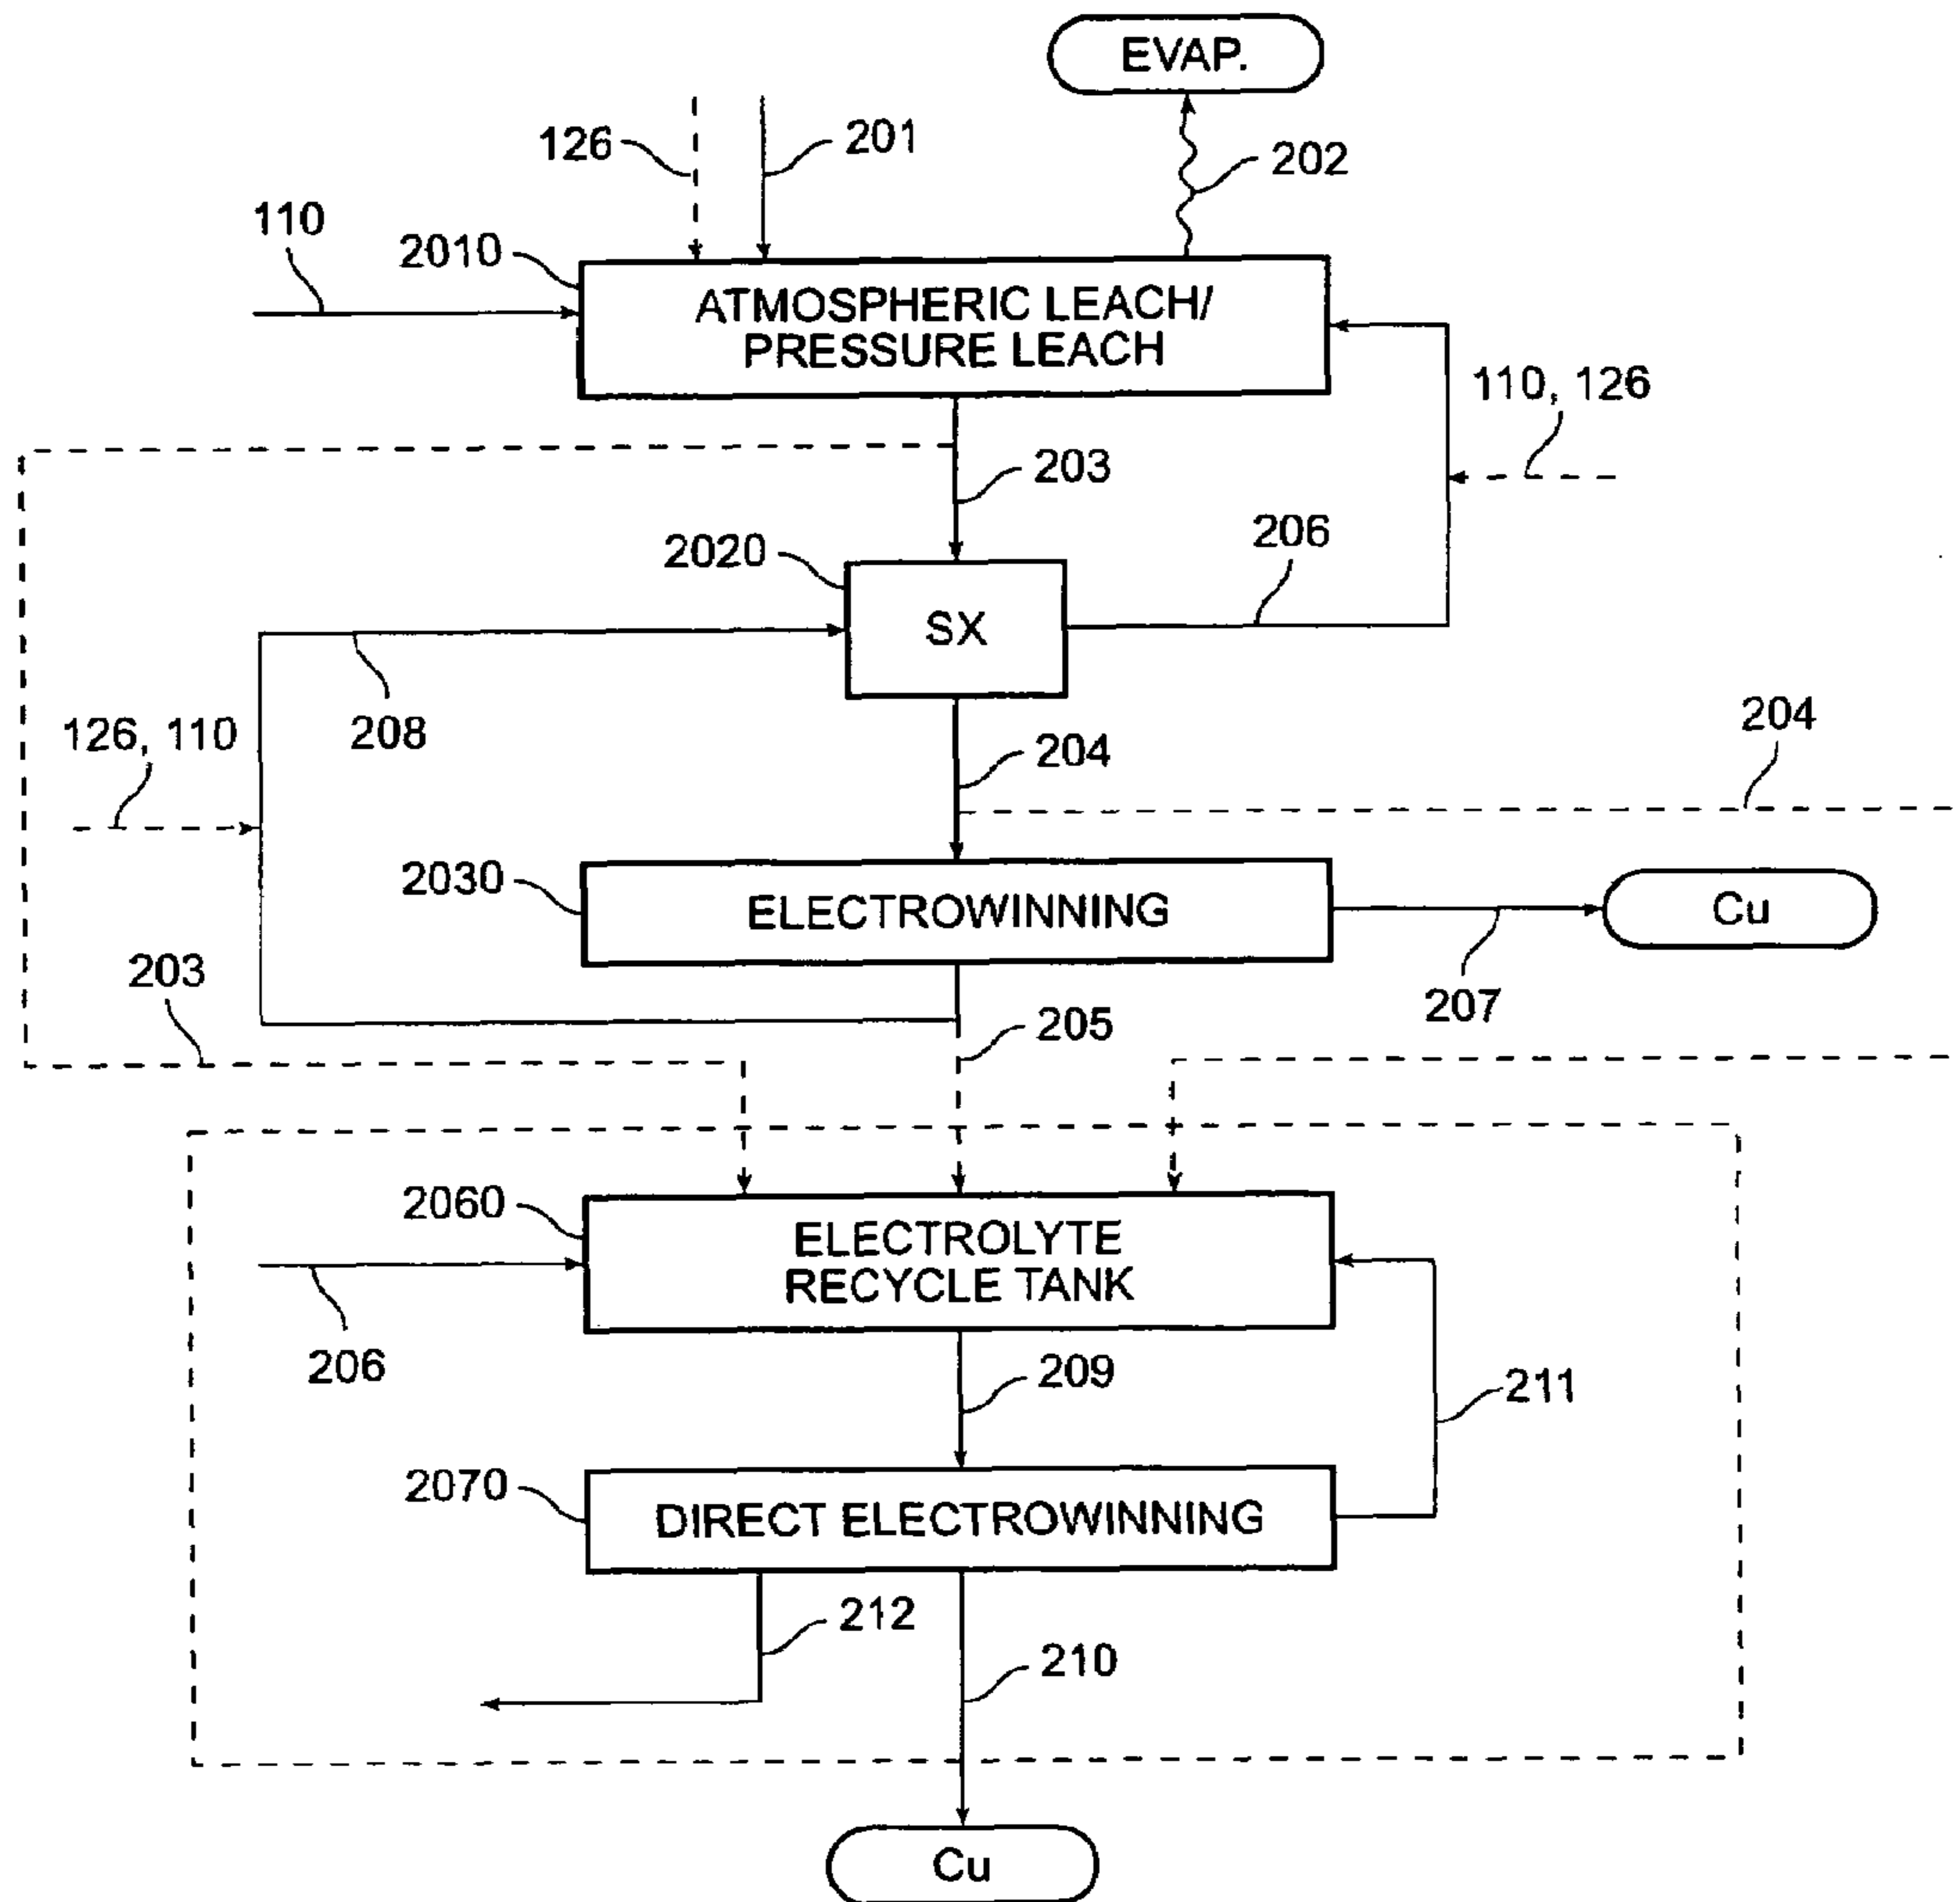 EVAP.
126
201
202
110
2010
ATMOSPHERIC LEACH/
PRESSURE LEACH
110, 126
203
2020
206
SX
208
126, 110
204
204
2030
ELECTROWINNING
Cu
203
207
205
2060
ELECTROLYTE
RECYCLE TANK
206
209
211
2070
DIRECT ELECTROWINNING
212
210
Cu